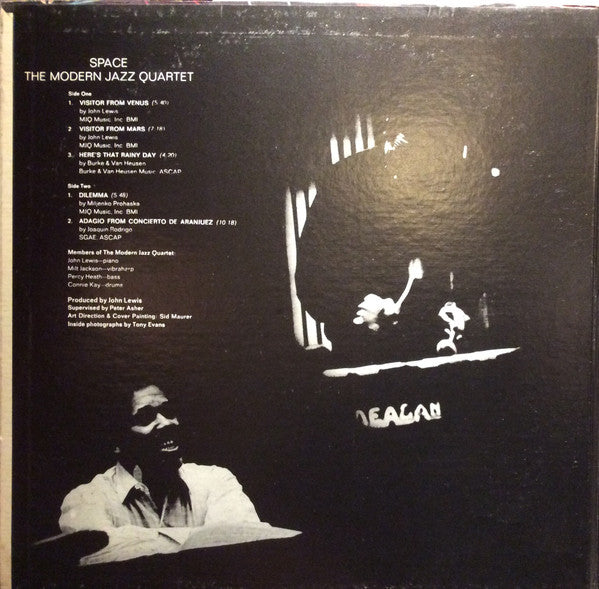 SPACE
THE MODERN JAZZ QUARTET
Side One
1. VISITOR FROM VENUS (5 40)
by John Lewis
MJQ Music. Inc BMI
2 VISITOR FROM MARS (7 18)
by John Lewis
MJQ Music. Inc BMI
3. HERE'S THAT RAINY DAY (4 20)
by Burke & Van Heusen
Burke & Van Heusen Music ASCAP
Side Two
1. DILEMMA (5 48)
by Miljenko Prohaska
MJQ Music. Inc BMI
2. ADAGIO FROM CONCIERTO DE ARANJUEZ (10 18)
by Joaquin Rodrigo
SGAE, ASCAP
Members of The Modern Jazz Quartet:
John Lewis—piano
Milt Jackson—vibraharp
Percy Heath—bass
Connie Kay—drums
Produced by John Lewis
Supervised by Peter Asher
Art Direction & Cover Painting: Sid Maurer
Inside photographs by Tony Evans